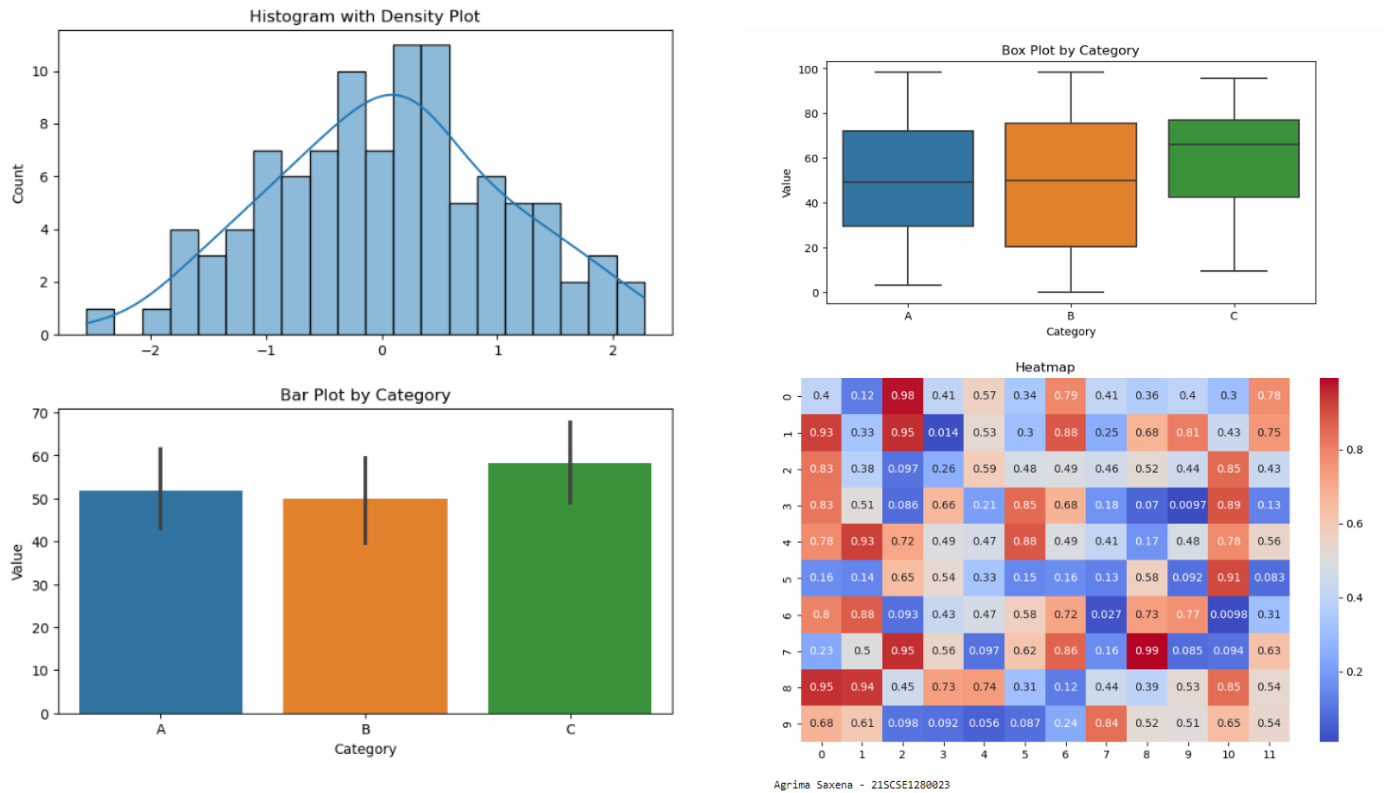 Histogram with Density Plot
Count
10
8
6
4
2
0
−2 −1 0 1 2
Bar Plot by Category
Value
70
60
50
40
30
20
10
0
A B C
Category
Box Plot by Category
Value
100
80
60
40
20
0
A B C
Category
Heatmap
0 0.4 0.12 0.98 0.41 0.57 0.34 0.79 0.41 0.36 0.4 0.3 0.78
1 0.93 0.33 0.95 0.014 0.53 0.3 0.88 0.25 0.68 0.81 0.43 0.75
2 0.83 0.38 0.097 0.26 0.59 0.48 0.49 0.46 0.52 0.44 0.85 0.43
3 0.83 0.51 0.086 0.66 0.21 0.85 0.68 0.18 0.07 0.0097 0.89 0.13
4 0.78 0.93 0.72 0.49 0.47 0.88 0.49 0.41 0.17 0.48 0.78 0.56
5 0.16 0.14 0.65 0.54 0.33 0.15 0.16 0.13 0.58 0.092 0.91 0.083
6 0.8 0.88 0.093 0.43 0.47 0.58 0.72 0.027 0.73 0.77 0.0098 0.31
7 0.23 0.5 0.95 0.56 0.097 0.62 0.86 0.16 0.99 0.085 0.094 0.63
8 0.95 0.94 0.45 0.73 0.74 0.31 0.12 0.44 0.39 0.53 0.85 0.54
9 0.68 0.61 0.098 0.092 0.056 0.087 0.24 0.84 0.52 0.51 0.65 0.54
0 1 2 3 4 5 6 7 8 9 10 11
0.8
0.6
0.4
0.2
Agrima Saxena - 21SCSE1280023